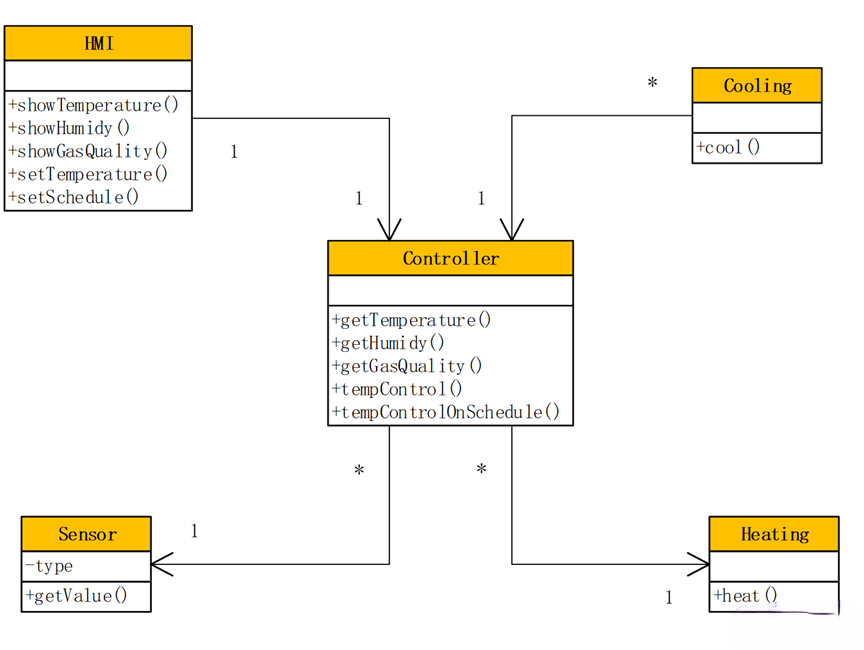 HMI
+showTemperature()
+showHumidy()
+showGasQuality()
+setTemperature()
+setSchedule()
1
1
*
Cooling
+cool()
1
Controller
+getTemperature()
+getHumidy()
+getGasQuality()
+tempControl()
+tempControlOnSchedule()
*
*
1
Sensor
-type
+getValue()
Heating
+heat()
1